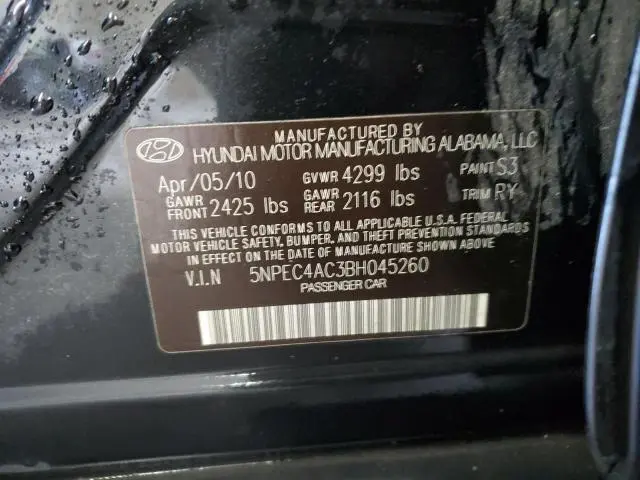 MANUFACTURED BY
HYUNDAI MOTOR MANUFACTURING ALABAMA, LLC
Apr/05/10 GVWR 4299 lbs PAINT S3
GAWR FRONT 2425 lbs GAWR REAR 2116 lbs TRIM RY
THIS VEHICLE CONFORMS TO ALL APPLICABLE U.S.A. FEDERAL
MOTOR VEHICLE SAFETY, BUMPER, AND THEFT PREVENTION STANDARDS
IN EFFECT ON THE DATE OF MANUFACTURE SHOWN ABOVE.
V.I.N 5NPEC4AC3BH045260
PASSENGER CAR